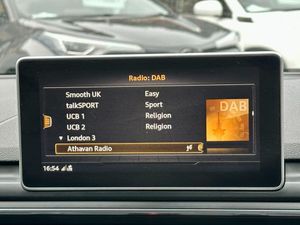 Radio: DAB
Smooth UK Easy
talkSPORT Sport
UCB 1 Religion
UCB 2 Religion
London 3
Athavan Radio
DAB
16:54